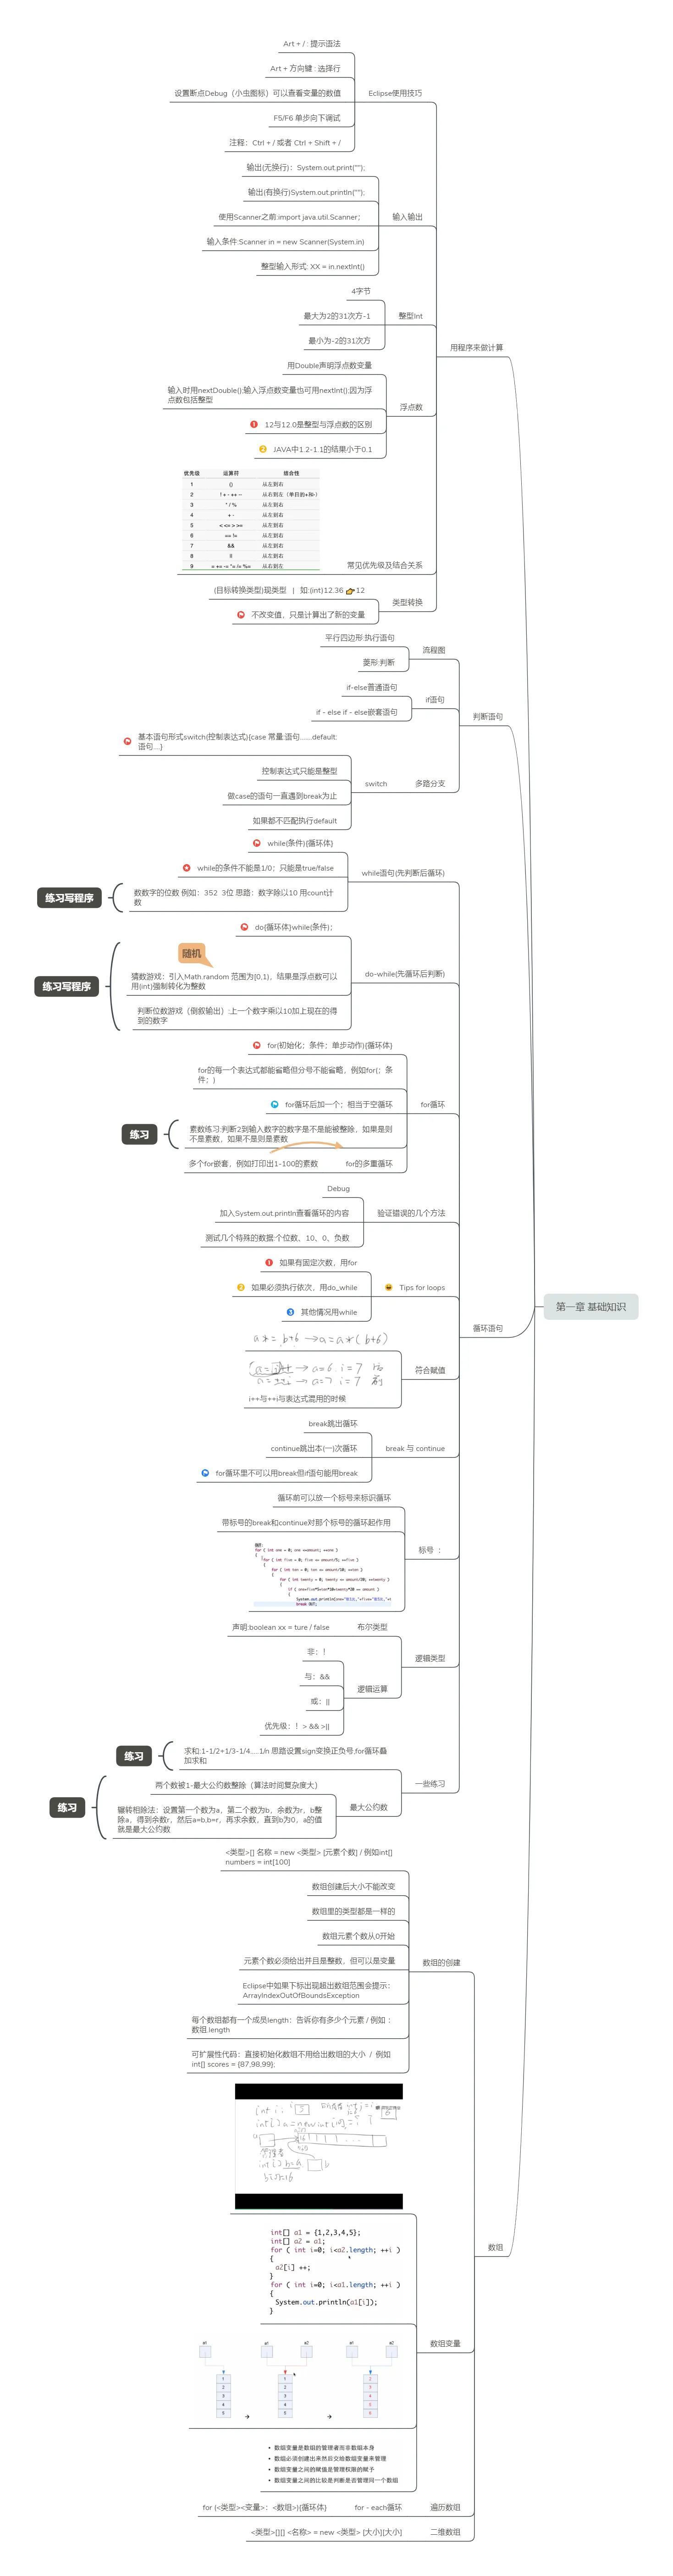 Art + / : 提示语法
Art + 方向键 : 选择行
设置断点Debug（小虫图标）可以查看变量的数值
F5/F6 单步向下调试
注释：Ctrl + / 或者 Ctrl + Shift + /
Eclipse使用技巧
输出(无换行)：System.out.print("");
输出(有换行)System.out.println("");
使用Scanner之前:import java.util.Scanner；
输入条件:Scanner in = new Scanner(System.in)
整型输入形式: XX = in.nextInt()
输入输出
4字节
最大为2的31次方-1
最小为-2的31次方
整型Int
用程序来做计算
用Double声明浮点数变量
输入时用nextDouble();输入浮点数变量也可用nextInt();因为浮
点数包括整型
1 12与12.0是整型与浮点数的区别
2 JAVA中1.2-1.1的结果小于0.1
浮点数
优先级 运算符 结合性
1 () 从左到右
2 ! + - ++ -- 从右到左（单目的+和-）
3 * / % 从左到右
4 + - 从左到右
5 < <= > >= 从左到右
6 == != 从左到右
7 && 从左到右
8 || 从左到右
9 = += -= *= /= %= 从右到左
常见优先级及结合关系
(目标转换类型)现类型 | 如:(int)12.36 12
不改变值，只是计算出了新的变量
类型转换
平行四边形:执行语句
菱形:判断
流程图
if-else普通语句
if - else if - else嵌套语句
if语句
判断语句
基本语句形式switch(控制表达式){case 常量:语句........default:
语句.....}
控制表达式只能是整型
做case的语句一直遇到break为止
如果都不匹配执行default
switch
多路分支
while(条件){循环体}
while的条件不能是1/0；只能是true/false
数数字的位数 例如：352 3位 思路：数字除以10 用count计
数
练习写程序
while语句(先判断后循环)
do{循环体}while(条件)；
随机
猜数游戏：引入Math.random 范围为[0,1)，结果是浮点数可以
用(int)强制转化为整数
判断位数游戏（倒叙输出）:上一个数字乘以10加上现在的得
到的数字
练习写程序
do-while(先循环后判断)
for(初始化；条件；单步动作){循环体}
for的每一个表达式都能省略但分号不能省略，例如for(；条
件；)
for循环后加一个；相当于空循环
素数练习:判断2到输入数字的数字是不是能被整除，如果是则
不是素数，如果不是则是素数
练习
多个for嵌套，例如打印出1-100的素数
for的多重循环
for循环
Debug
加入System.out.println查看循环的内容
测试几个特殊的数据:个位数、10、0、负数
验证错误的几个方法
1 如果有固定次数，用for
2 如果必须执行依次，用do_while
3 其他情况用while
Tips for loops
循环语句
第一章 基础知识
a*= b+6 →a=a*(b+6)
a=i++ → a=6 i=7
a=++i → a=7 i=7
i++与++i与表达式混用的时候
符合赋值
break跳出循环
continue跳出本(一)次循环
for循环里不可以用break但if语句能用break
break 与 continue
循环前可以放一个标号来标识循环
带标号的break和continue对那个标号的循环起作用
OUT:
for ( int one = 0; one <=amount; ++one )
{
for ( int five = 0; five <= amount/5; ++five )
{
for ( int ten = 0; ten <= amount/10; ++ten )
{
for ( int twenty = 0; twenty <= amount/20; ++twenty )
{
if ( one+five*5+ten*10+twenty*20 == amount )
{
break OUT;
标号 ：
声明:boolean xx = ture / false
布尔类型
非：！
与：&&
或：||
优先级：！> && >||
逻辑运算
逻辑类型
求和:1-1/2+1/3-1/4......1/n 思路设置sign变换正负号,for循环叠
加求和
练习
两个数被1-最大公约数整除（算法时间复杂度大）
辗转相除法：设置第一个数为a，第二个数为b，余数为r，b整
除a，得到余数r，然后a=b,b=r，再求余数，直到b为0，a的值
就是最大公约数
练习
最大公约数
一些练习
<类型>[] 名称 = new <类型> [元素个数] / 例如int[]
numbers = int[100]
数组创建后大小不能改变
数组里的类型都是一样的
数组元素个数从0开始
元素个数必须给出并且是整数，但可以是变量
Eclipse中如果下标出现超出数组范围会提示：
ArrayIndexOutOfBoundsException
每个数组都有一个成员length：告诉你有多少个元素 / 例如：
数组.length
可扩展性代码：直接初始化数组不用给出数组的大小 / 例如
int[] scores = {87,98,99};
数组的创建
int[] a1 = {1,2,3,4,5};
int[] a2 = a1;
for ( int i=0; i<a2.length; ++i )
{
a2[i] ++;
}
for ( int i=0; i<a1.length; ++i )
{
System.out.println(a1[i]);
}
a1 a1 a2 a1 a2
1 1 2
2 2 3
3 3 4
4 4 5
5 5 6
• 数组变量是数组的管理者而非数组本身
• 数组必须创建出来然后交给数组变量来管理
• 数组变量之间的赋值是管理权限的赋予
• 数组变量之间的比较是判断是否管理同一个数组
数组变量
数组
for (<类型><变量>：<数组>){循环体}
for - each循环
遍历数组
<类型>[][] <名称> = new <类型> [大小][大小]
二维数组